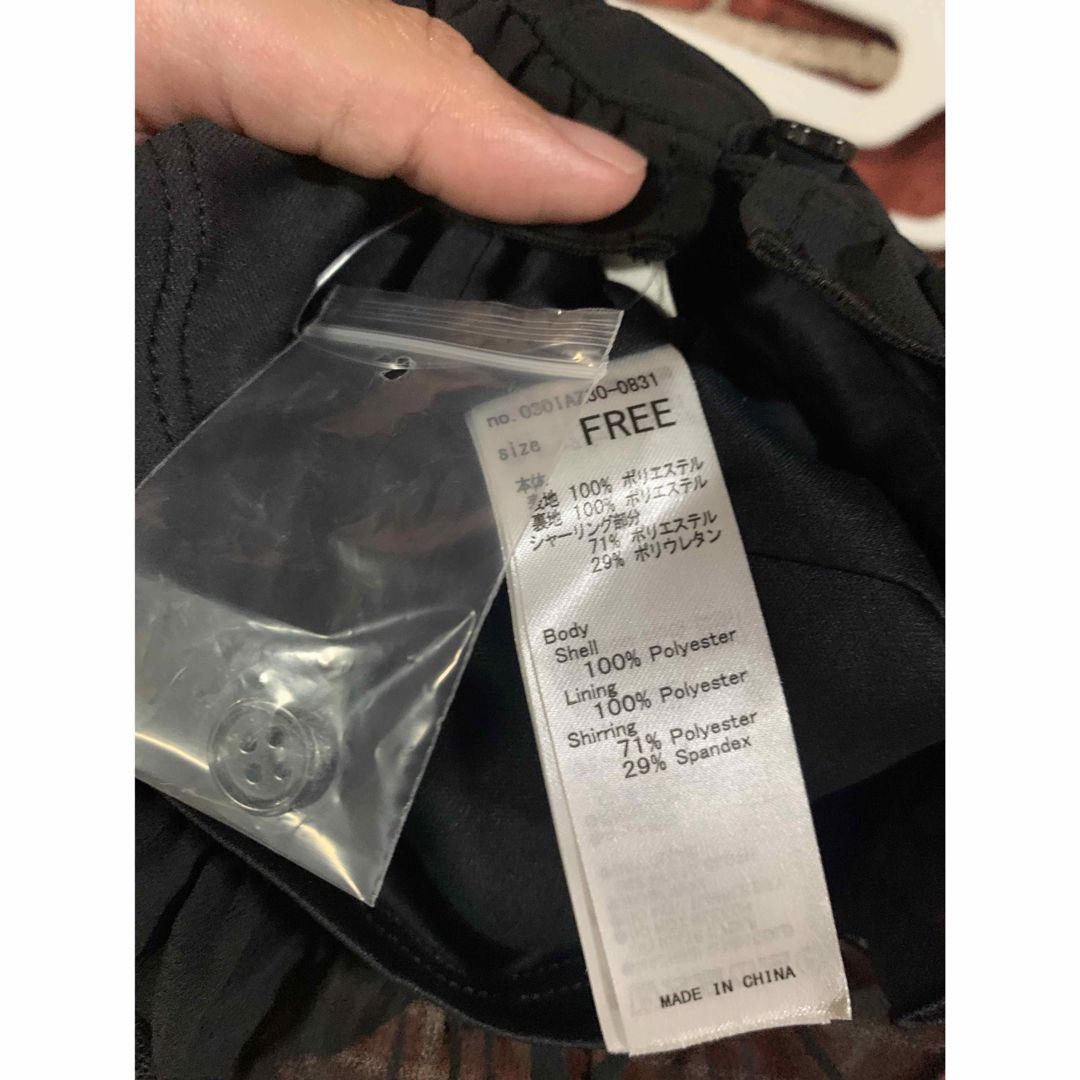 no. 0301AZ30-0831
size FREE
本体
表地 100% ポリエステル
裏地 100% ポリエステル
シャーリング部分
71% ポリエステル
29% ポリウレタン
Body
Shell
100% Polyester
Lining
100% Polyester
Shirring
71% Polyester
29% Spandex
MADE IN CHINA